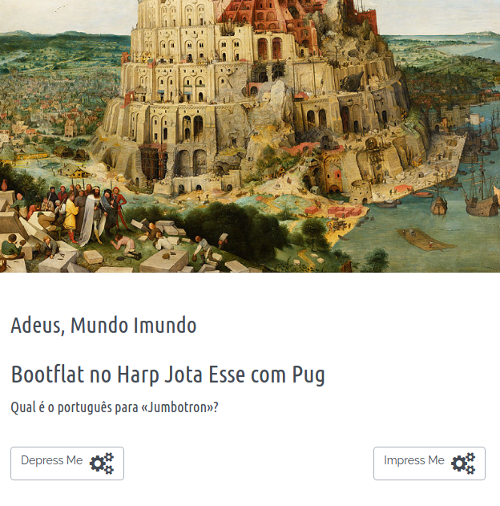 Adeus, Mundo Imundo
Bootflat no Harp Jota Esse com Pug
Qual é o português para «Jumbotron»?
Depress Me
Impress Me